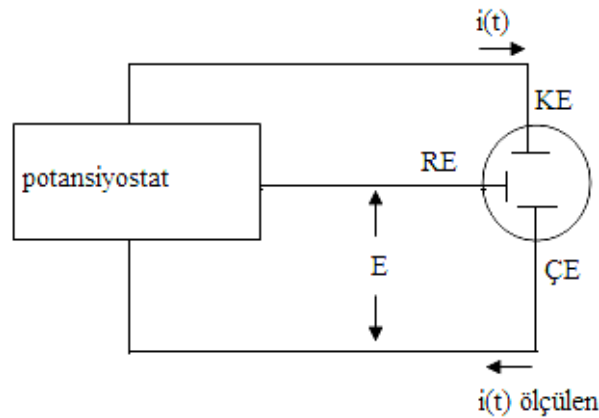 i(t)
KE
potansiyostat
RE
E
ÇE
i(t) ölçülen